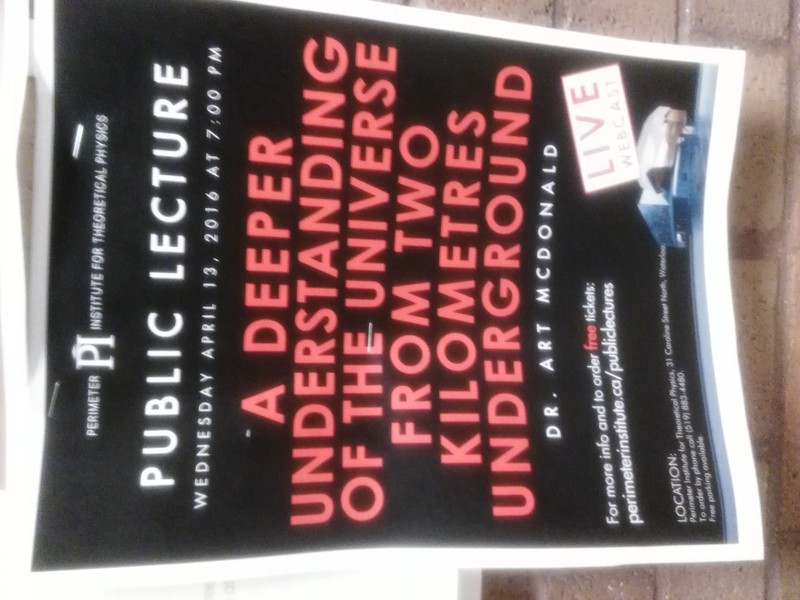 PERIMETER PI INSTITUTE FOR THEORETICAL PHYSICS
PUBLIC LECTURE
WEDNESDAY APRIL 13, 2016 AT 7:00 PM
A DEEPER
UNDERSTANDING
OF THE UNIVERSE
FROM TWO
KILOMETRES
UNDERGROUND
DR. ART MCDONALD
LIVE
WEBCAST
For more info and to order free tickets:
perimeterinstitute.ca/publiclectures
LOCATION:
Perimeter Institute for Theoretical Physics, 31 Caroline Street North, Waterloo
To order by phone call (519) 883-4480.
Free parking available.